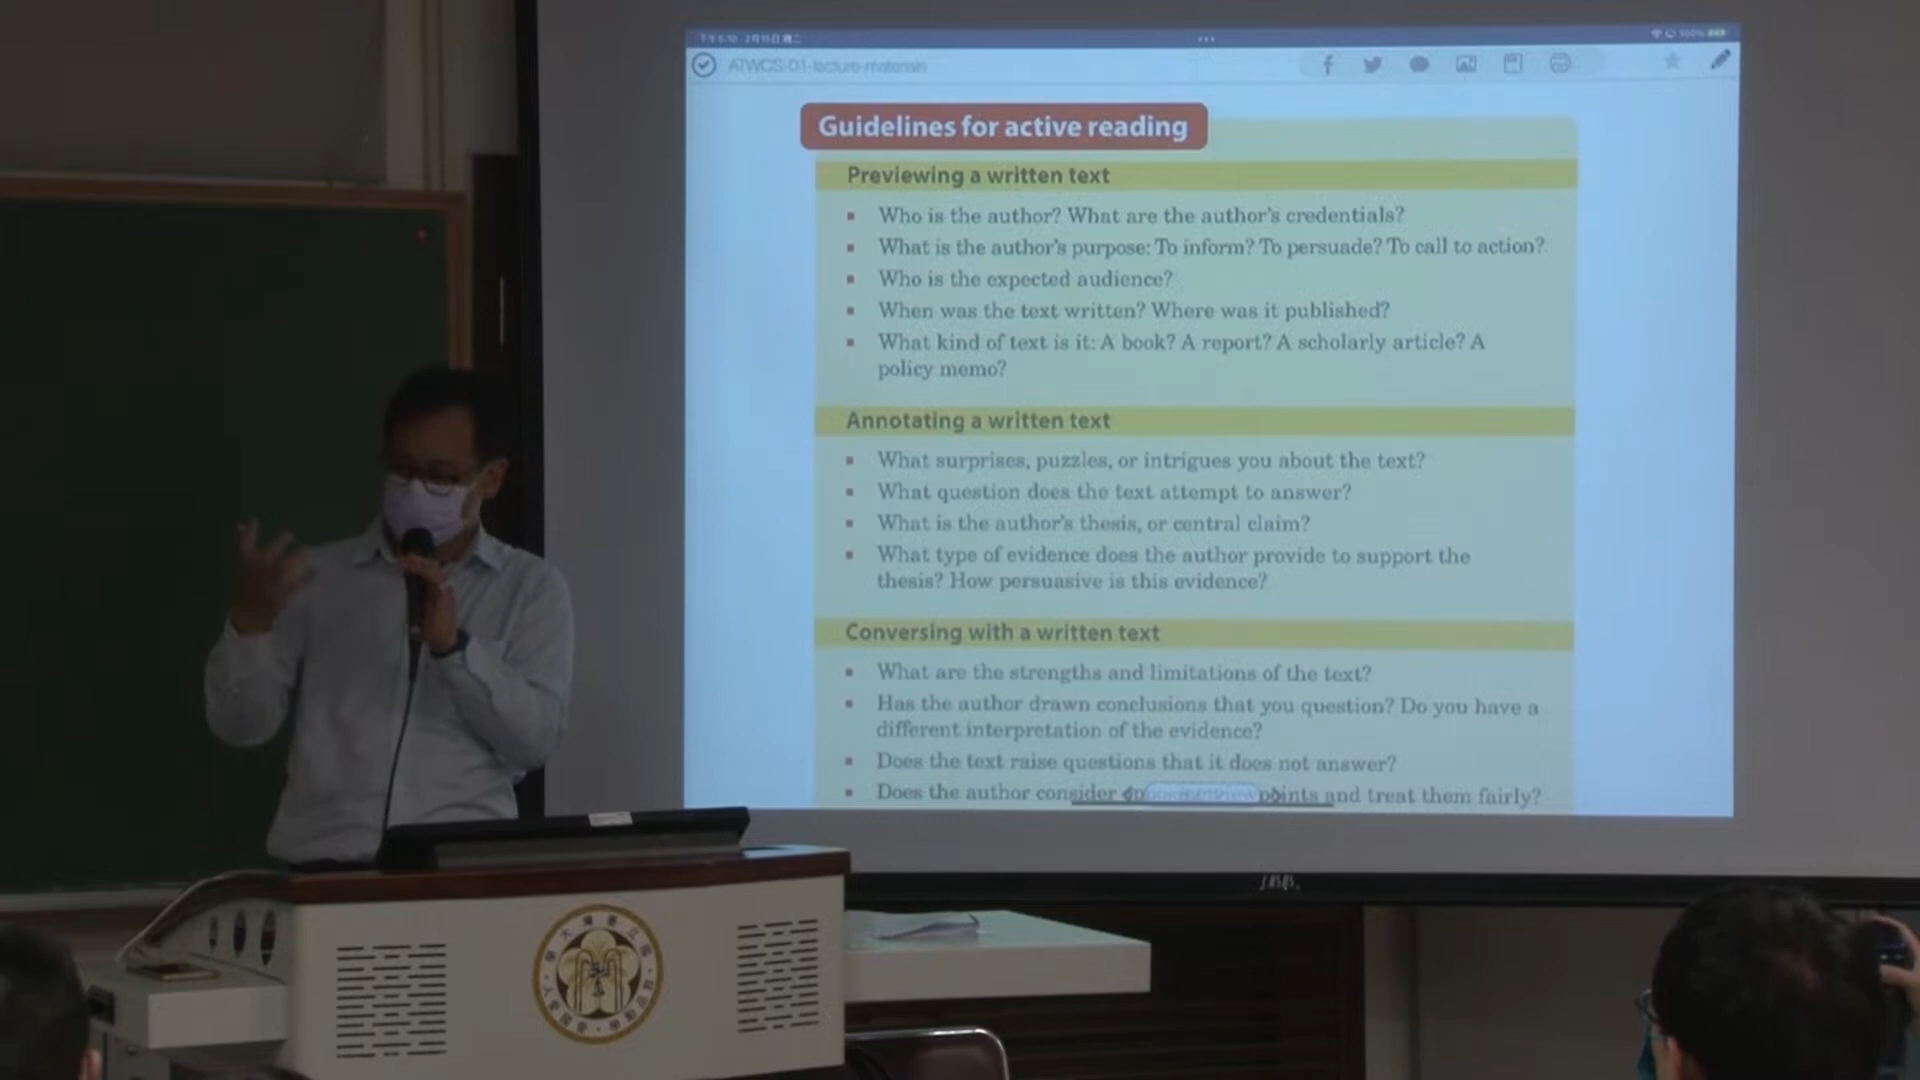 ATWCS-01-lecture-materials
100%
Guidelines for active reading
Previewing a written text
Who is the author? What are the author's credentials?
What is the author's purpose: To inform? To persuade? To call to action?
Who is the expected audience?
When was the text written? Where was it published?
What kind of text is it: A book? A report? A scholarly article? A
policy memo?
Annotating a written text
What surprises, puzzles, or intrigues you about the text?
What question does the text attempt to answer?
What is the author's thesis, or central claim?
What type of evidence does the author provide to support the
thesis? How persuasive is this evidence?
Conversing with a written text
What are the strengths and limitations of the text?
Has the author drawn conclusions that you question? Do you have a
different interpretation of the evidence?
Does the text raise questions that it does not answer?
Does the author consider points and treat them fairly?